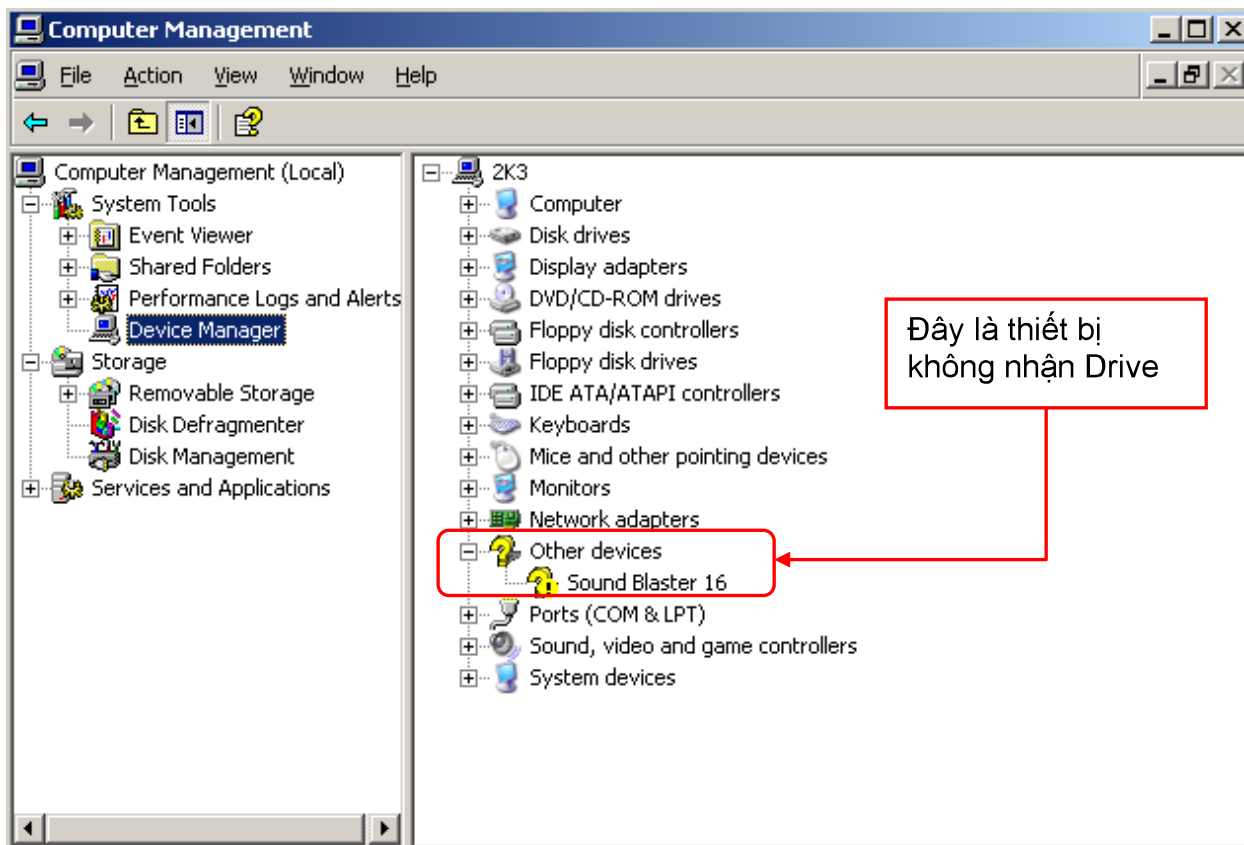 Computer Management
File Action View Window Help
Computer Management (Local)
System Tools
Event Viewer
Shared Folders
Performance Logs and Alerts
Device Manager
Storage
Removable Storage
Disk Defragmenter
Disk Management
Services and Applications
2K3
Computer
Disk drives
Display adapters
DVD/CD-ROM drives
Floppy disk controllers
Floppy disk drives
IDE ATA/ATAPI controllers
Keyboards
Mice and other pointing devices
Monitors
Network adapters
Other devices
Sound Blaster 16
Ports (COM & LPT)
Sound, video and game controllers
System devices
Đây là thiết bị
không nhận Drive